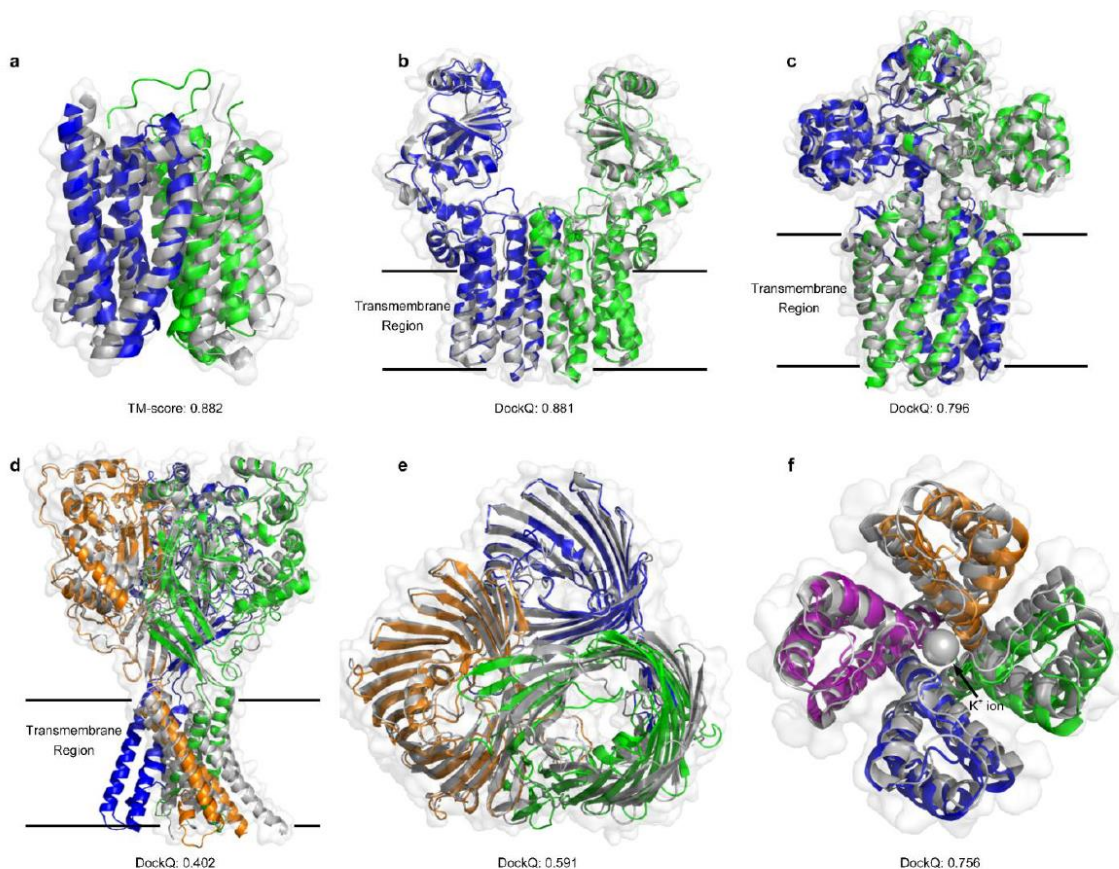 a
b
c
Transmembrane
Region
Transmembrane
Region
TM-score: 0.882
DockQ: 0.881
DockQ: 0.796
d
e
f
Transmembrane
Region
K+ ion
DockQ: 0.402
DockQ: 0.591
DockQ: 0.756